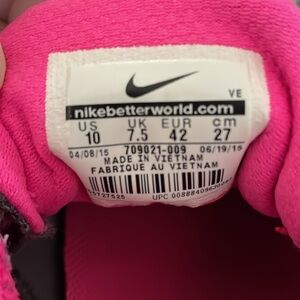 VE
nikebetterworld.com
US UK EUR cm
10 7.5 42 27
04/08/15 709021-009 06/19/15
MADE IN VIETNAM
FABRIQUE AU VIETNAM